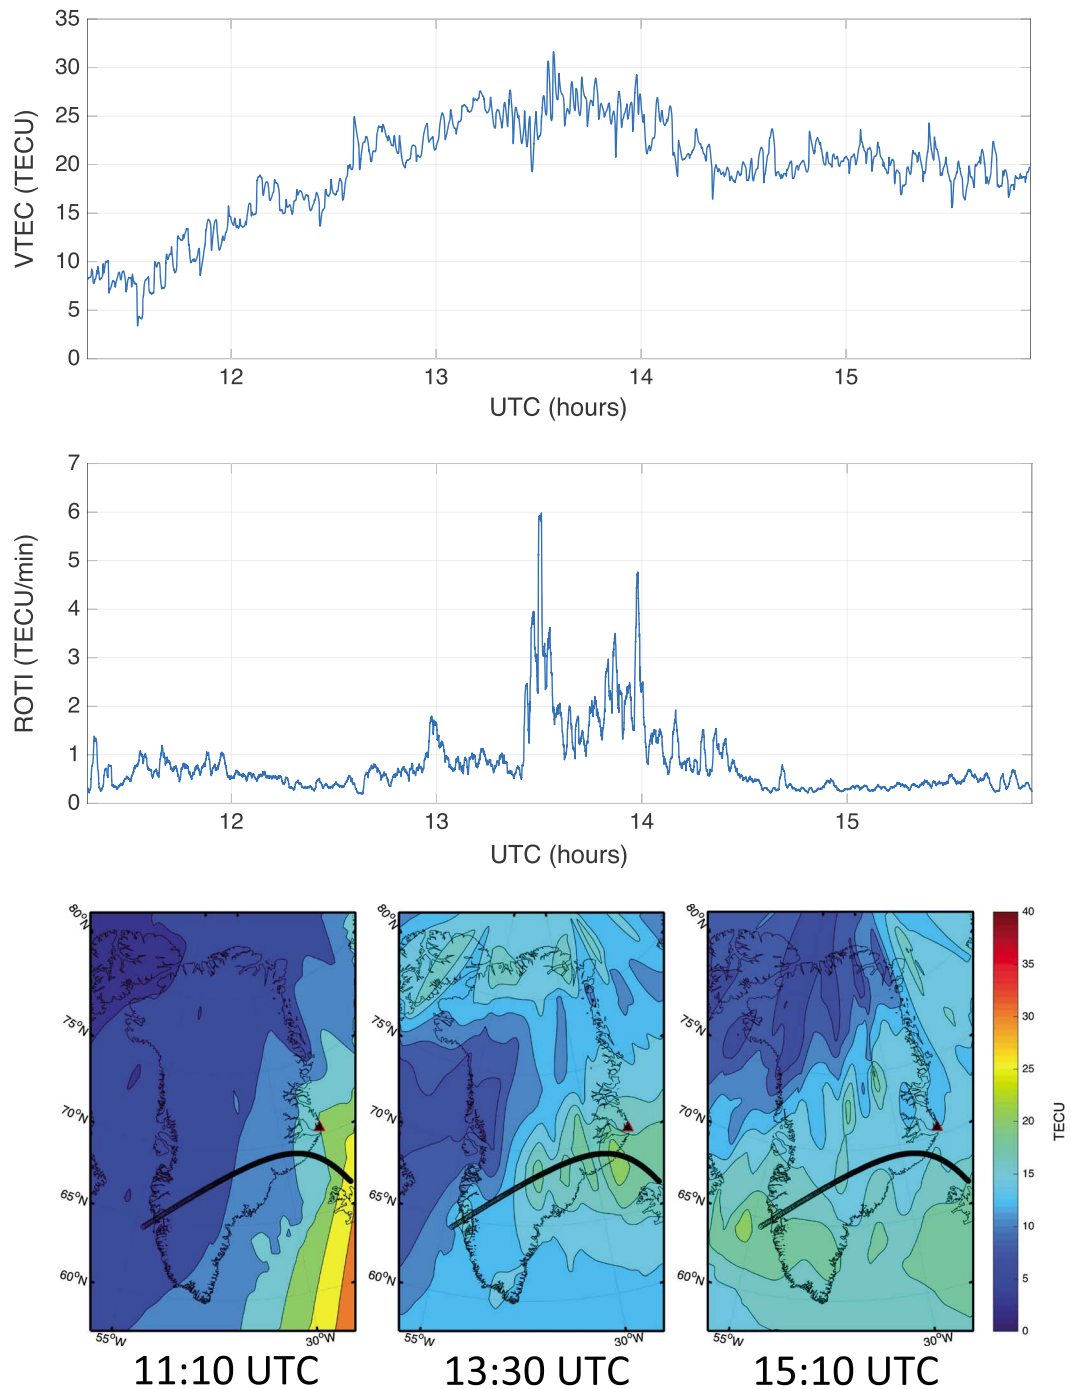 35
30
25
20
15
10
5
0
VTEC (TECU)
12 13 14 15
UTC (hours)
7
6
5
4
3
2
1
0
ROTI (TECU/min)
12 13 14 15
UTC (hours)
80°N
75°N
70°N
65°N
60°N
55°W 30°W
11:10 UTC
80°N
75°N
70°N
65°N
60°N
55°W 30°W
13:30 UTC
80°N
75°N
70°N
65°N
60°N
55°W 30°W
15:10 UTC
40
35
30
25
20
15
10
5
0
TECU